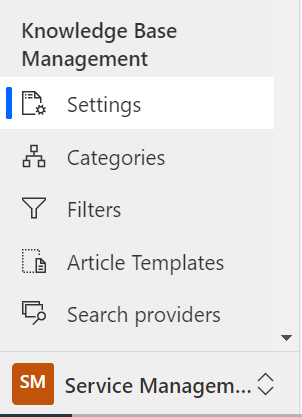 Knowledge Base
Management
Settings
Categories
Filters
Article Templates
Search providers
SM Service Managem...